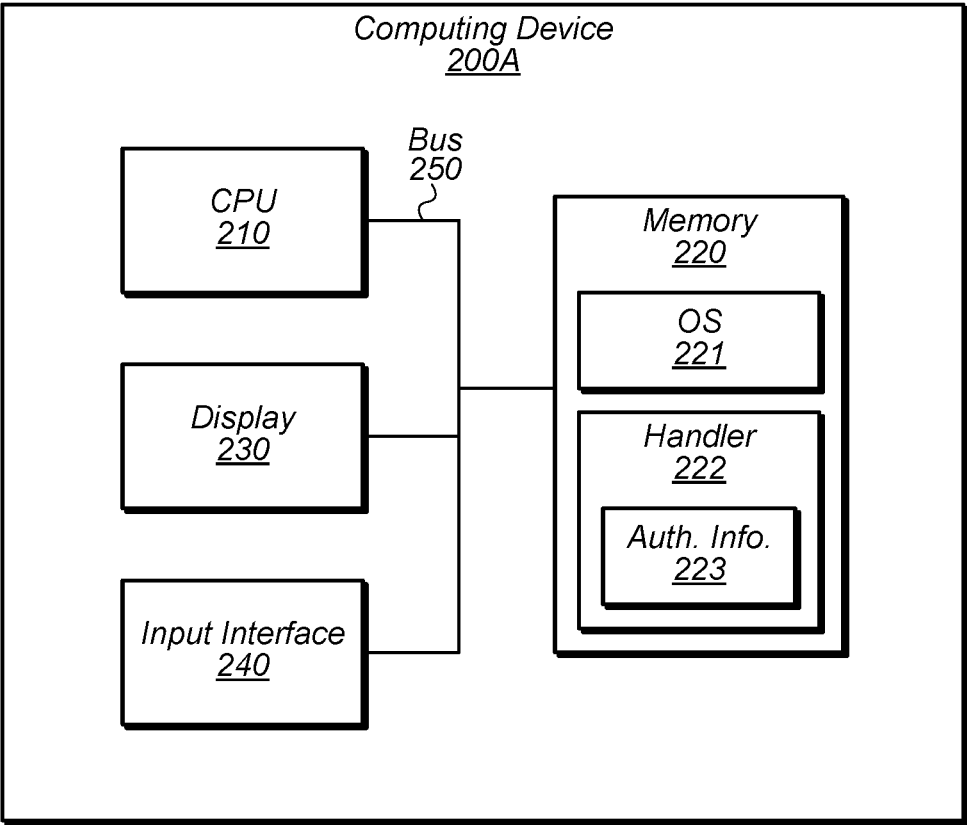 Computing Device
200A
Bus
250
CPU
210
Memory
220
OS
221
Display
230
Handler
222
Auth. Info.
223
Input Interface
240